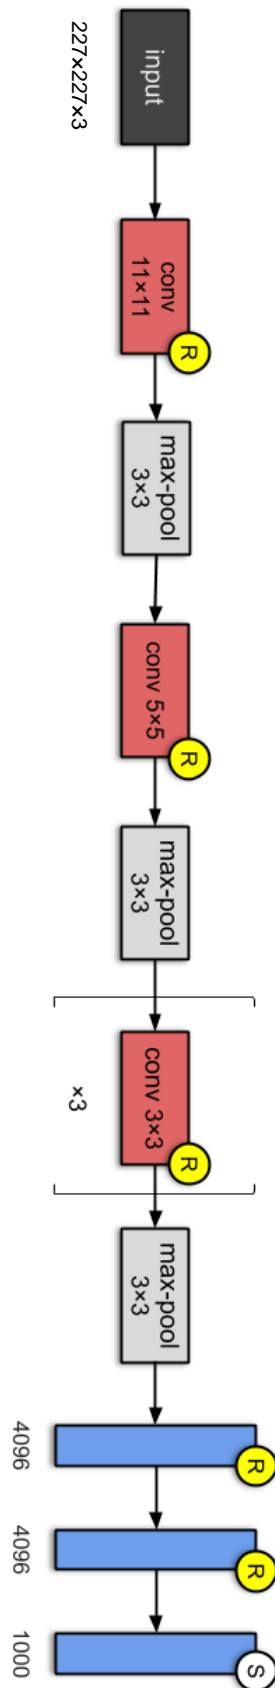 input
227×227×3
conv
11×11
R
max-pool
3×3
conv 5×5
R
max-pool
3×3
conv 3×3
R
×3
max-pool
3×3
R
4096
R
4096
S
1000